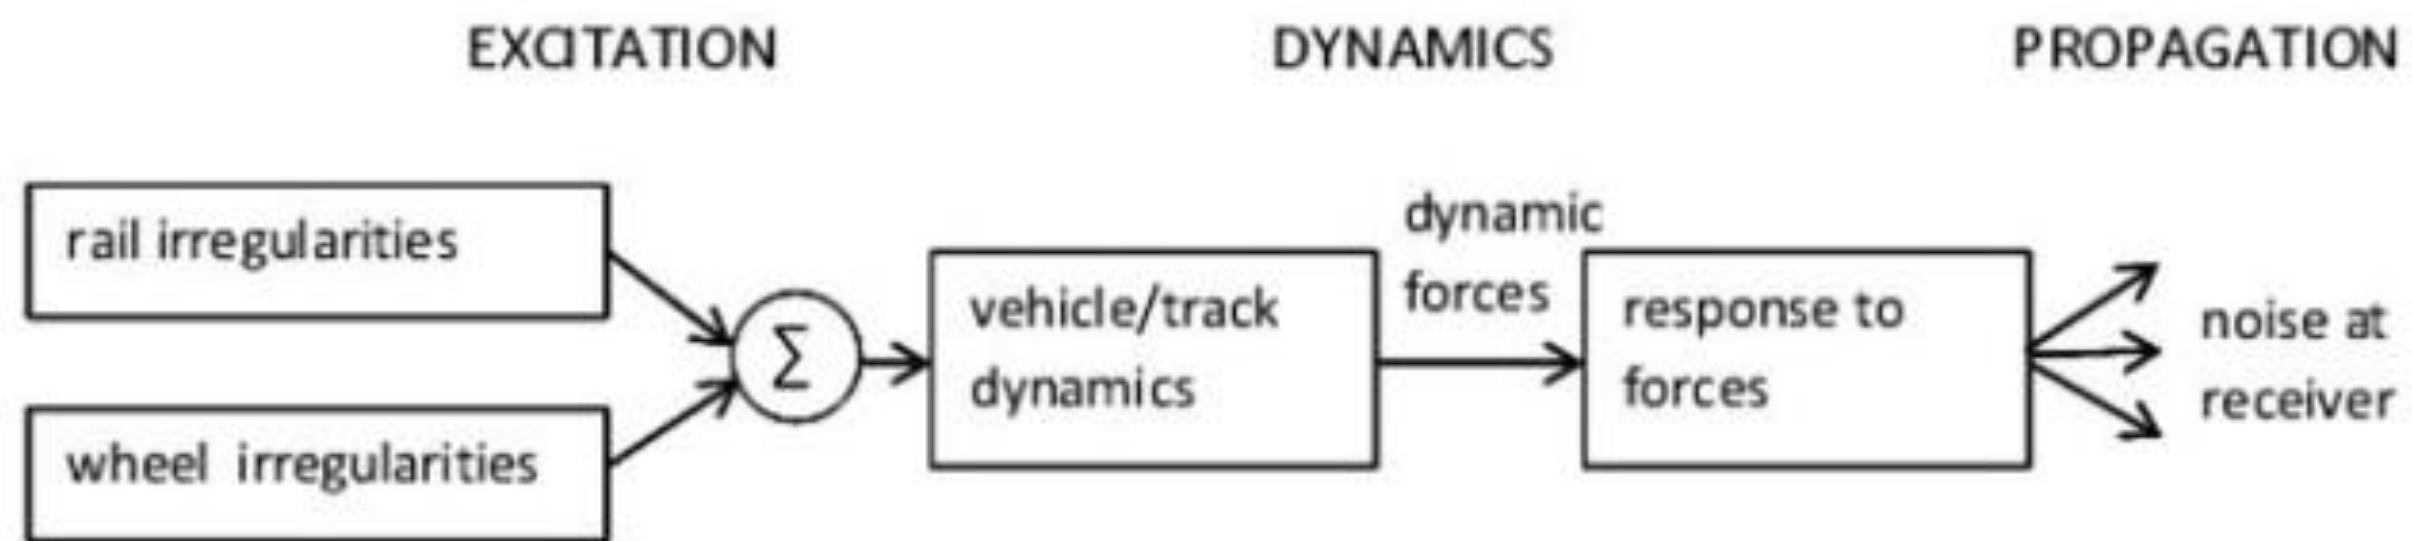 EXCITATION
DYNAMICS
PROPAGATION
rail irregularities
wheel irregularities
Σ
vehicle/track
dynamics
dynamic
forces
response to
forces
noise at
receiver